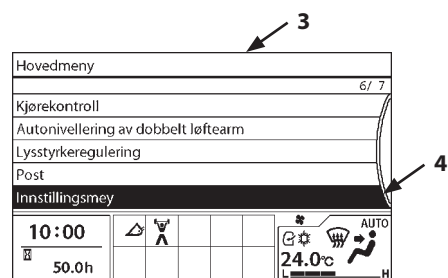 3
Hovedmeny
6/ 7
Kjørekontroll
Autonivellering av dobbelt løftearm
Lysstyrkeregulering
Post
Innstillingsmey
4
10:00
50.0h
AUTO
24.0°C
L H